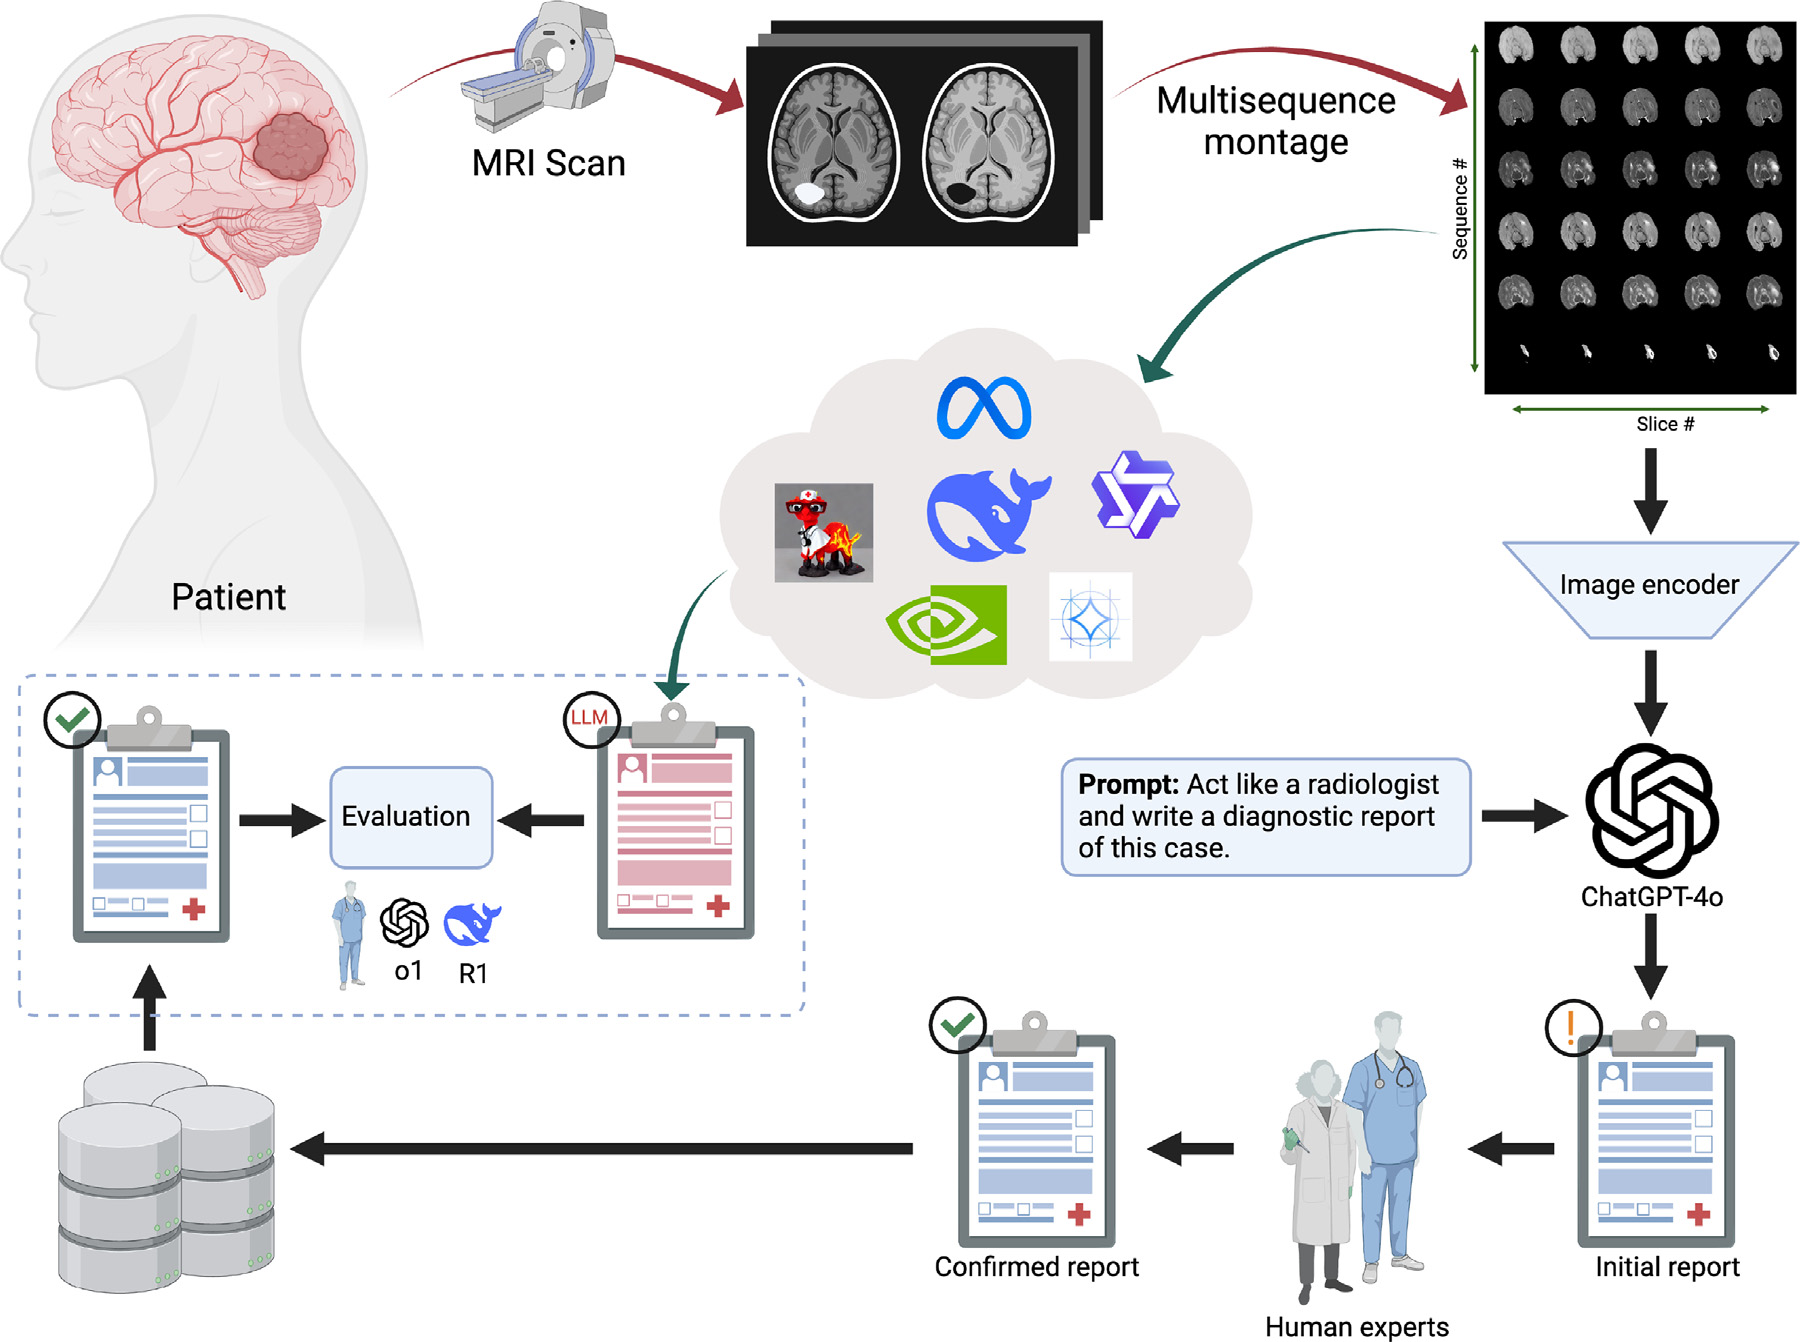 MRI Scan
Multisequence
montage
Sequence #
Slice #
Image encoder
Patient
LLM
Evaluation
o1
R1
Prompt: Act like a radiologist
and write a diagnostic report
of this case.
ChatGPT-4o
!
Confirmed report
Initial report
Human experts